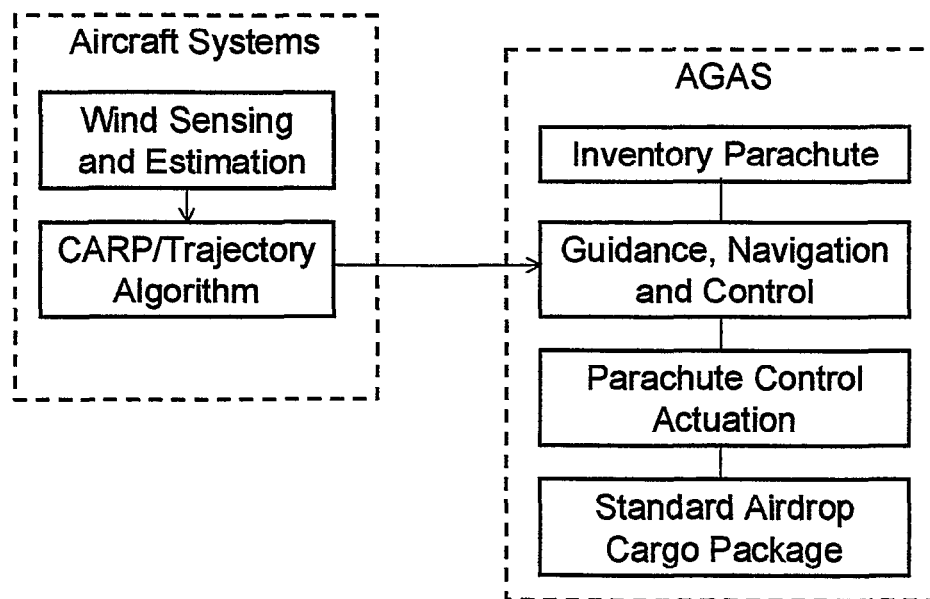 Aircraft Systems
Wind Sensing
and Estimation
CARP/Trajectory
Algorithm
AGAS
Inventory Parachute
Guidance, Navigation
and Control
Parachute Control
Actuation
Standard Airdrop
Cargo Package